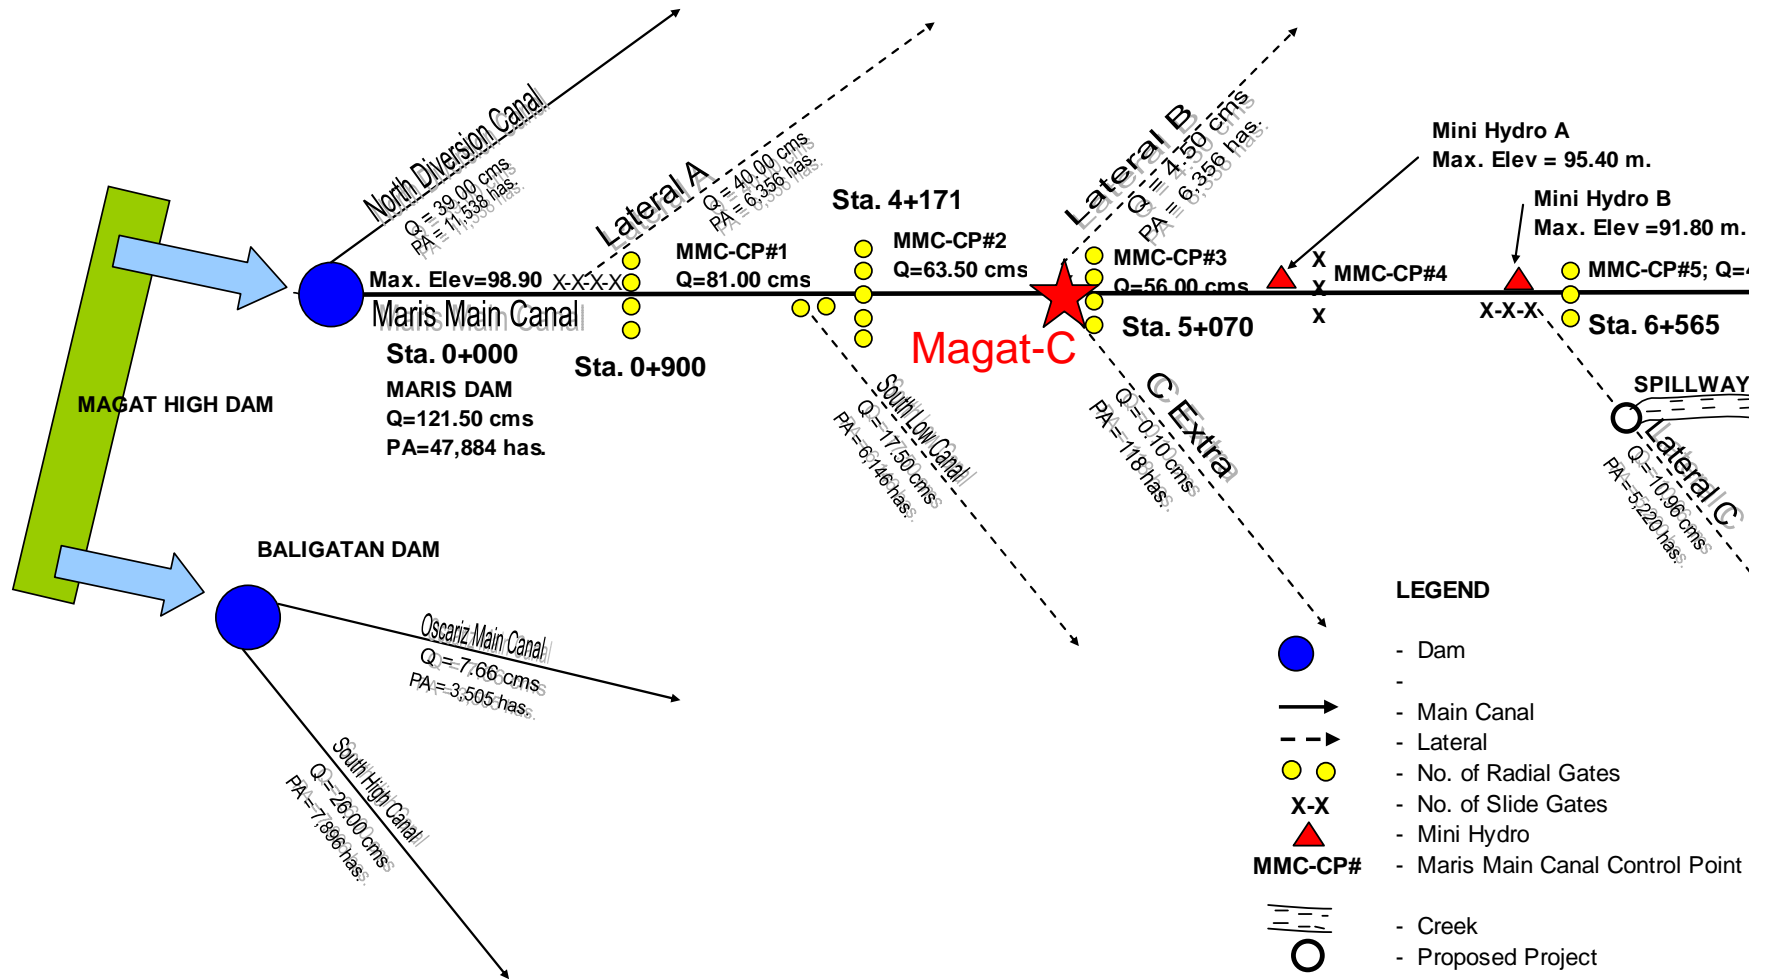 North Diversion Canal
Q = 39.00 cms
PA = 11,538 has.
Lateral A
Q = 40.00 cms
PA = 6,356 has.
Lateral B
Q = 4.50 cms
PA = 6,356 has.
Mini Hydro A
Max. Elev = 95.40 m.
Mini Hydro B
Max. Elev =91.80 m.
Sta. 4+171
MMC-CP#1
Q=81.00 cms
MMC-CP#2
Q=63.50 cms
MMC-CP#3
Q=56.00 cms
X
X
X
MMC-CP#4
MMC-CP#5; Q=
Max. Elev=98.90
X-X-X-X
Maris Main Canal
Sta. 0+000
Sta. 0+900
Magat-C
Sta. 5+070
X-X-X
Sta. 6+565
MARIS DAM
Q=121.50 cms
PA=47,884 has.
MAGAT HIGH DAM
South Low Canal
Q = 17.50 cms
PA = 6,146 has.
C Extra
Q = 0.10 cms
PA = 118 has.
SPILLWAY
Lateral C
Q = 10.96 cms
PA = 5,220 has.
BALIGATAN DAM
Oscariz Main Canal
Q = 7.66 cms
PA = 3,505 has.
South High Canal
Q = 26.00 cms
PA = 7,896 has.
LEGEND
- Dam
-
- Main Canal
- Lateral
- No. of Radial Gates
X-X - No. of Slide Gates
- Mini Hydro
MMC-CP# - Maris Main Canal Control Point
- Creek
- Proposed Project